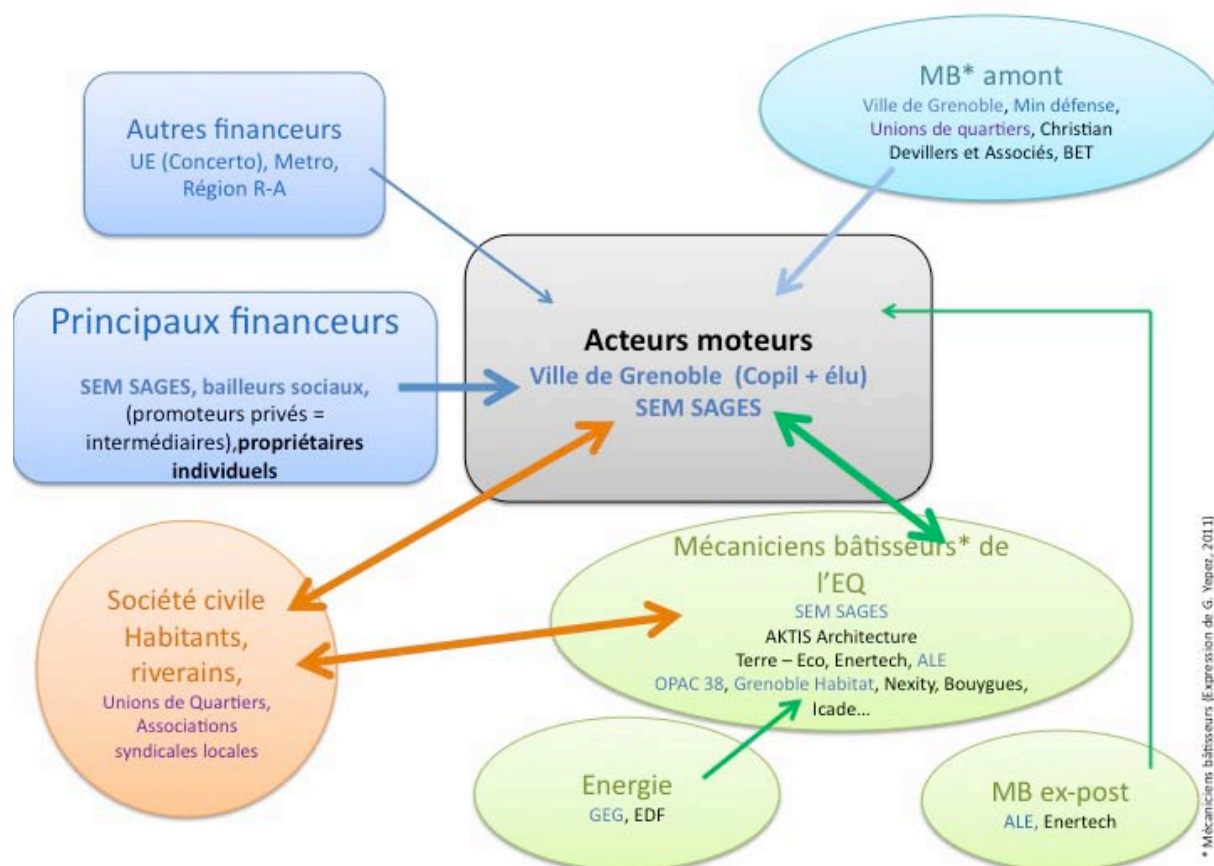 Autres financeurs
UE (Concerto), Metro,
Région R-A
MB* amont
Ville de Grenoble, Min défense,
Unions de quartiers, Christian
Devillers et Associés, BET
Principaux financeurs
SEM SAGES, bailleurs sociaux,
(promoteurs privés =
intermédiaires),propriétaires
individuels
Acteurs moteurs
Ville de Grenoble (Copil + élu)
SEM SAGES
Société civile
Habitants,
riverains,
Unions de Quartiers,
Associations
syndicales locales
Mécaniciens bâtisseurs* de
l’EQ
SEM SAGES
AKTIS Architecture
Terre – Eco, Enertech, ALE
OPAC 38, Grenoble Habitat, Nexity, Bouygues,
Icade…
Energie
GEG, EDF
MB ex-post
ALE, Enertech
* Mécaniciens bâtisseurs (Expression de G. Yepez, 2011)